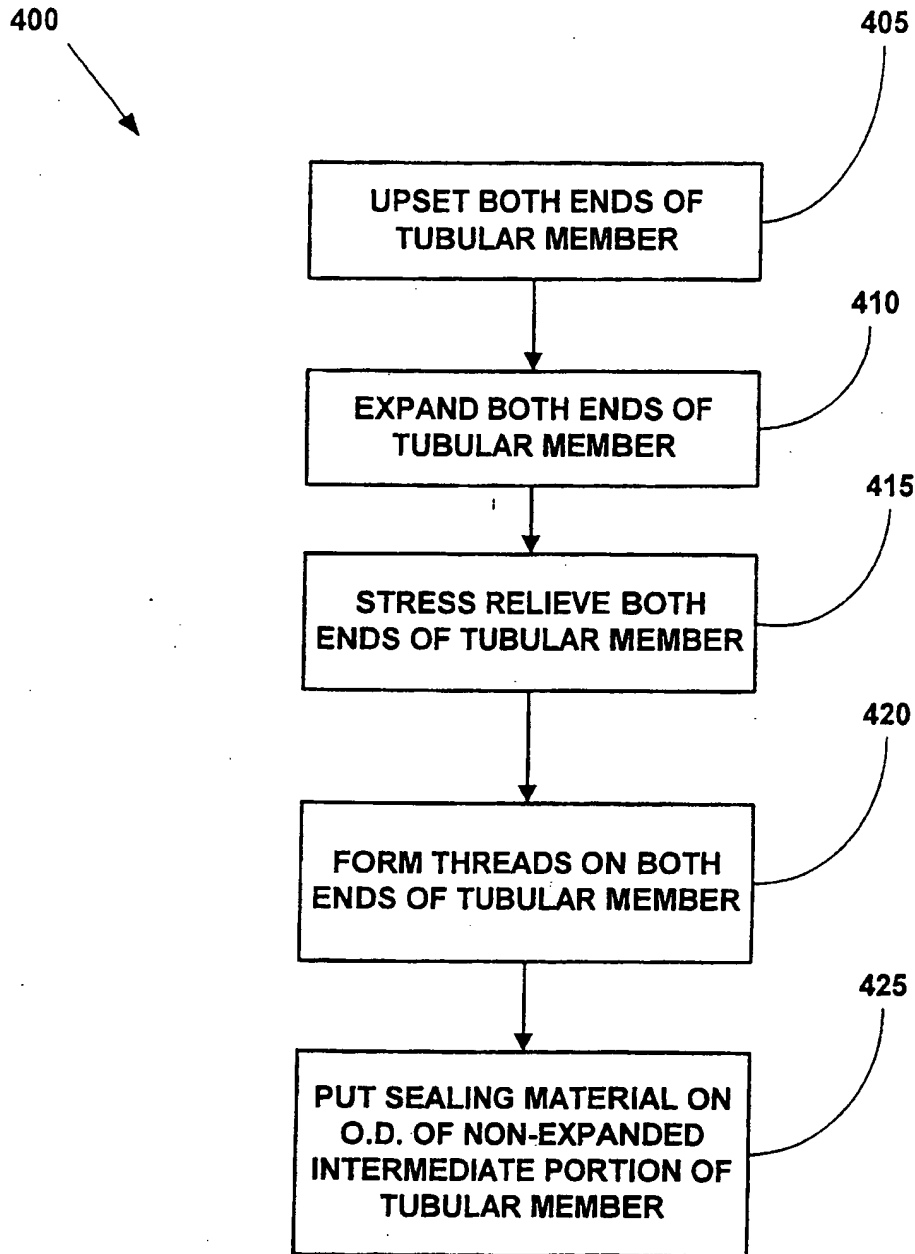 400
405
UPSET BOTH ENDS OF
TUBULAR MEMBER
410
EXPAND BOTH ENDS OF
TUBULAR MEMBER
415
STRESS RELIEVE BOTH
ENDS OF TUBULAR MEMBER
420
FORM THREADS ON BOTH
ENDS OF TUBULAR MEMBER
425
PUT SEALING MATERIAL ON
O.D. OF NON-EXPANDED
INTERMEDIATE PORTION OF
TUBULAR MEMBER